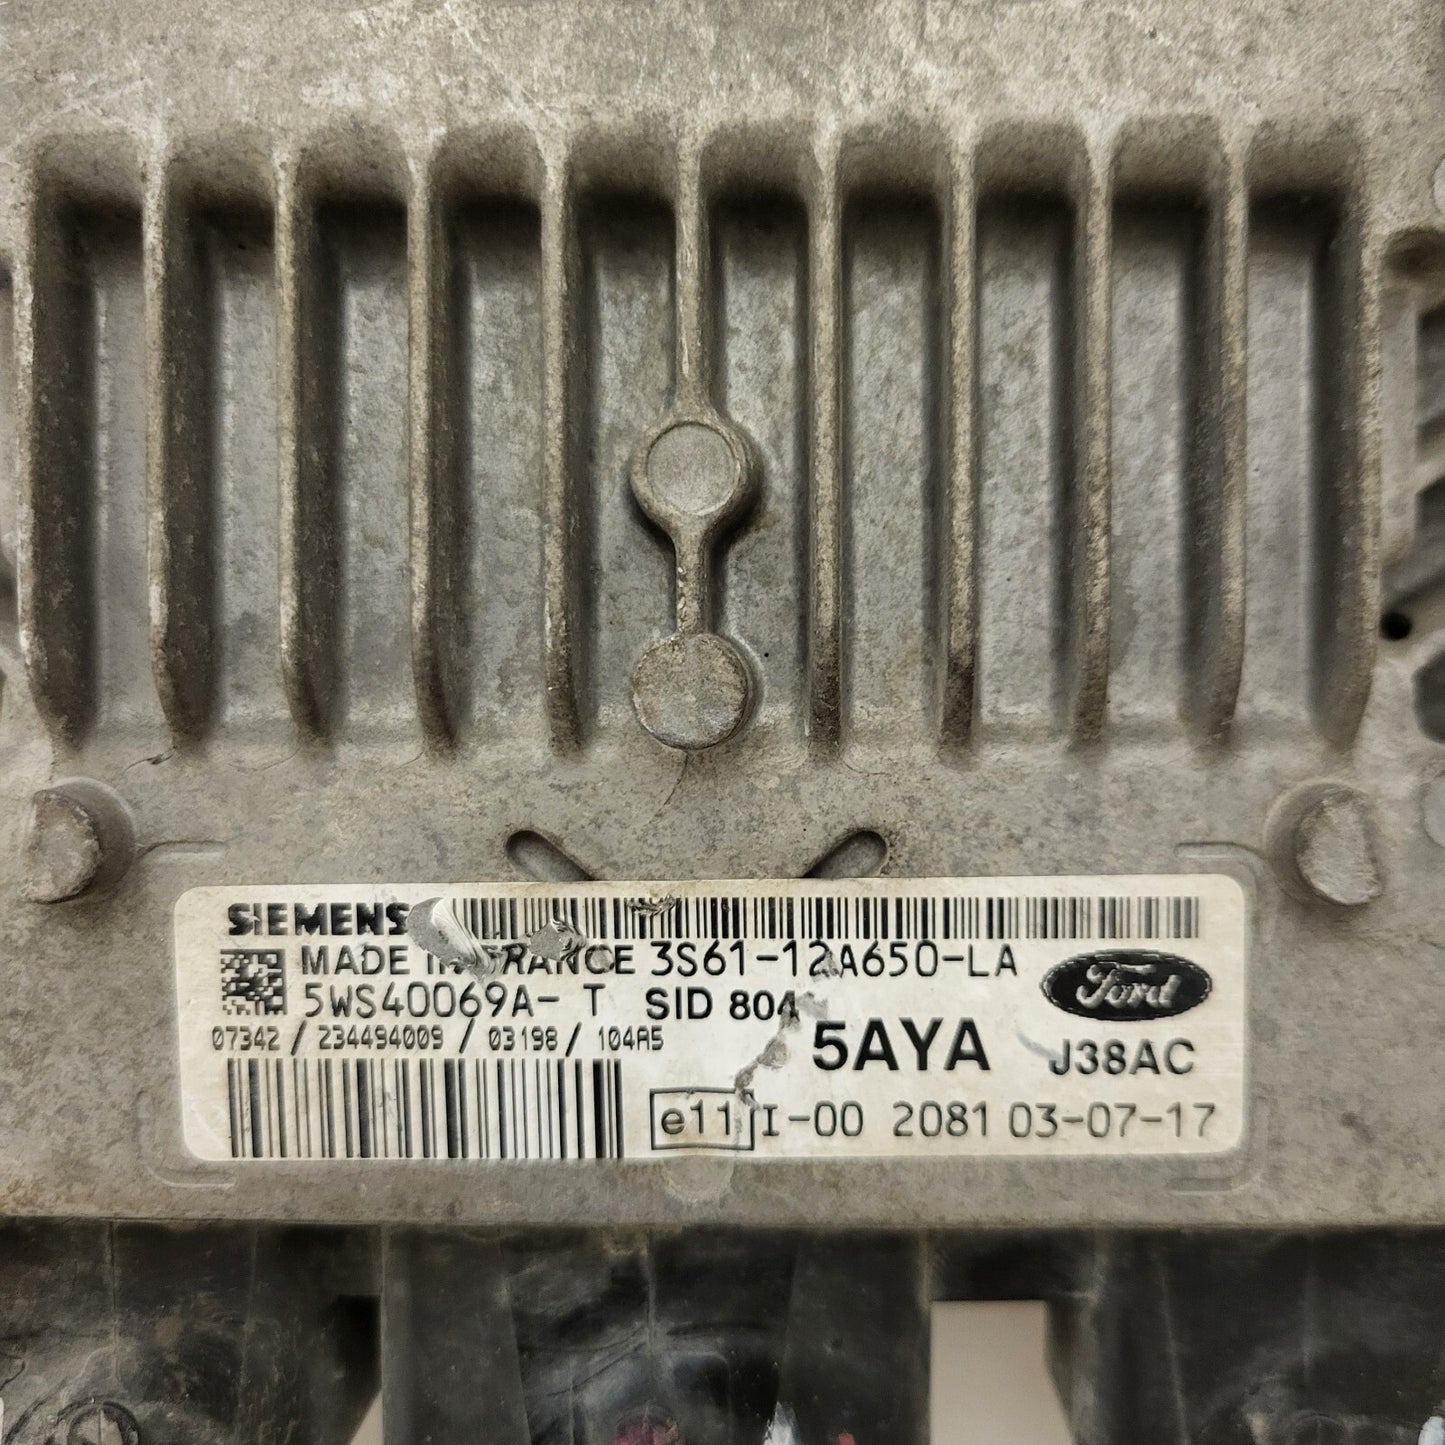 SIEMENS
MADE IN FRANCE 3S61-12A650-LA
Ford
5WS40069A- T SID 804
07342 / 234494009 / 03198 / 104A5
5AYA J38AC
e11 I-00 2081 03-07-17